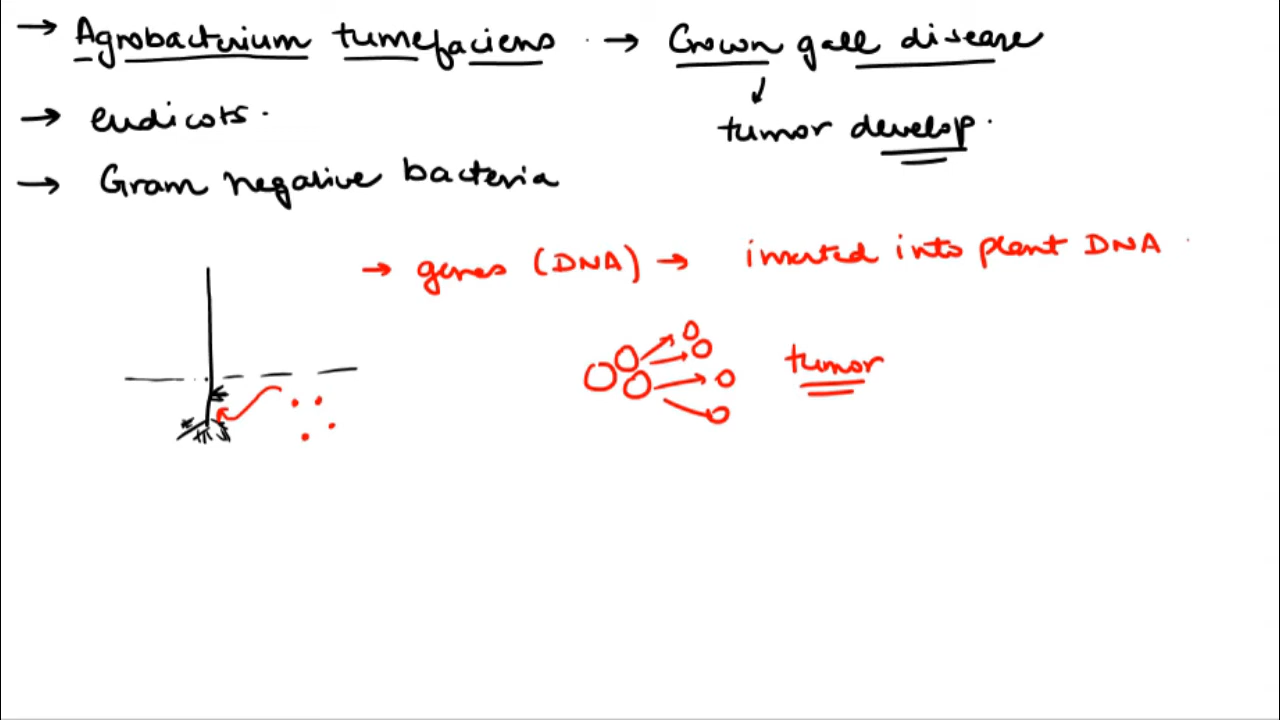 → Agrobacterium tumefaciens → Crown gall disease
→ eudicots.
tumor develop.
→ Gram negative bacteria
→ genes (DNA) → inserted into plant DNA
tumor